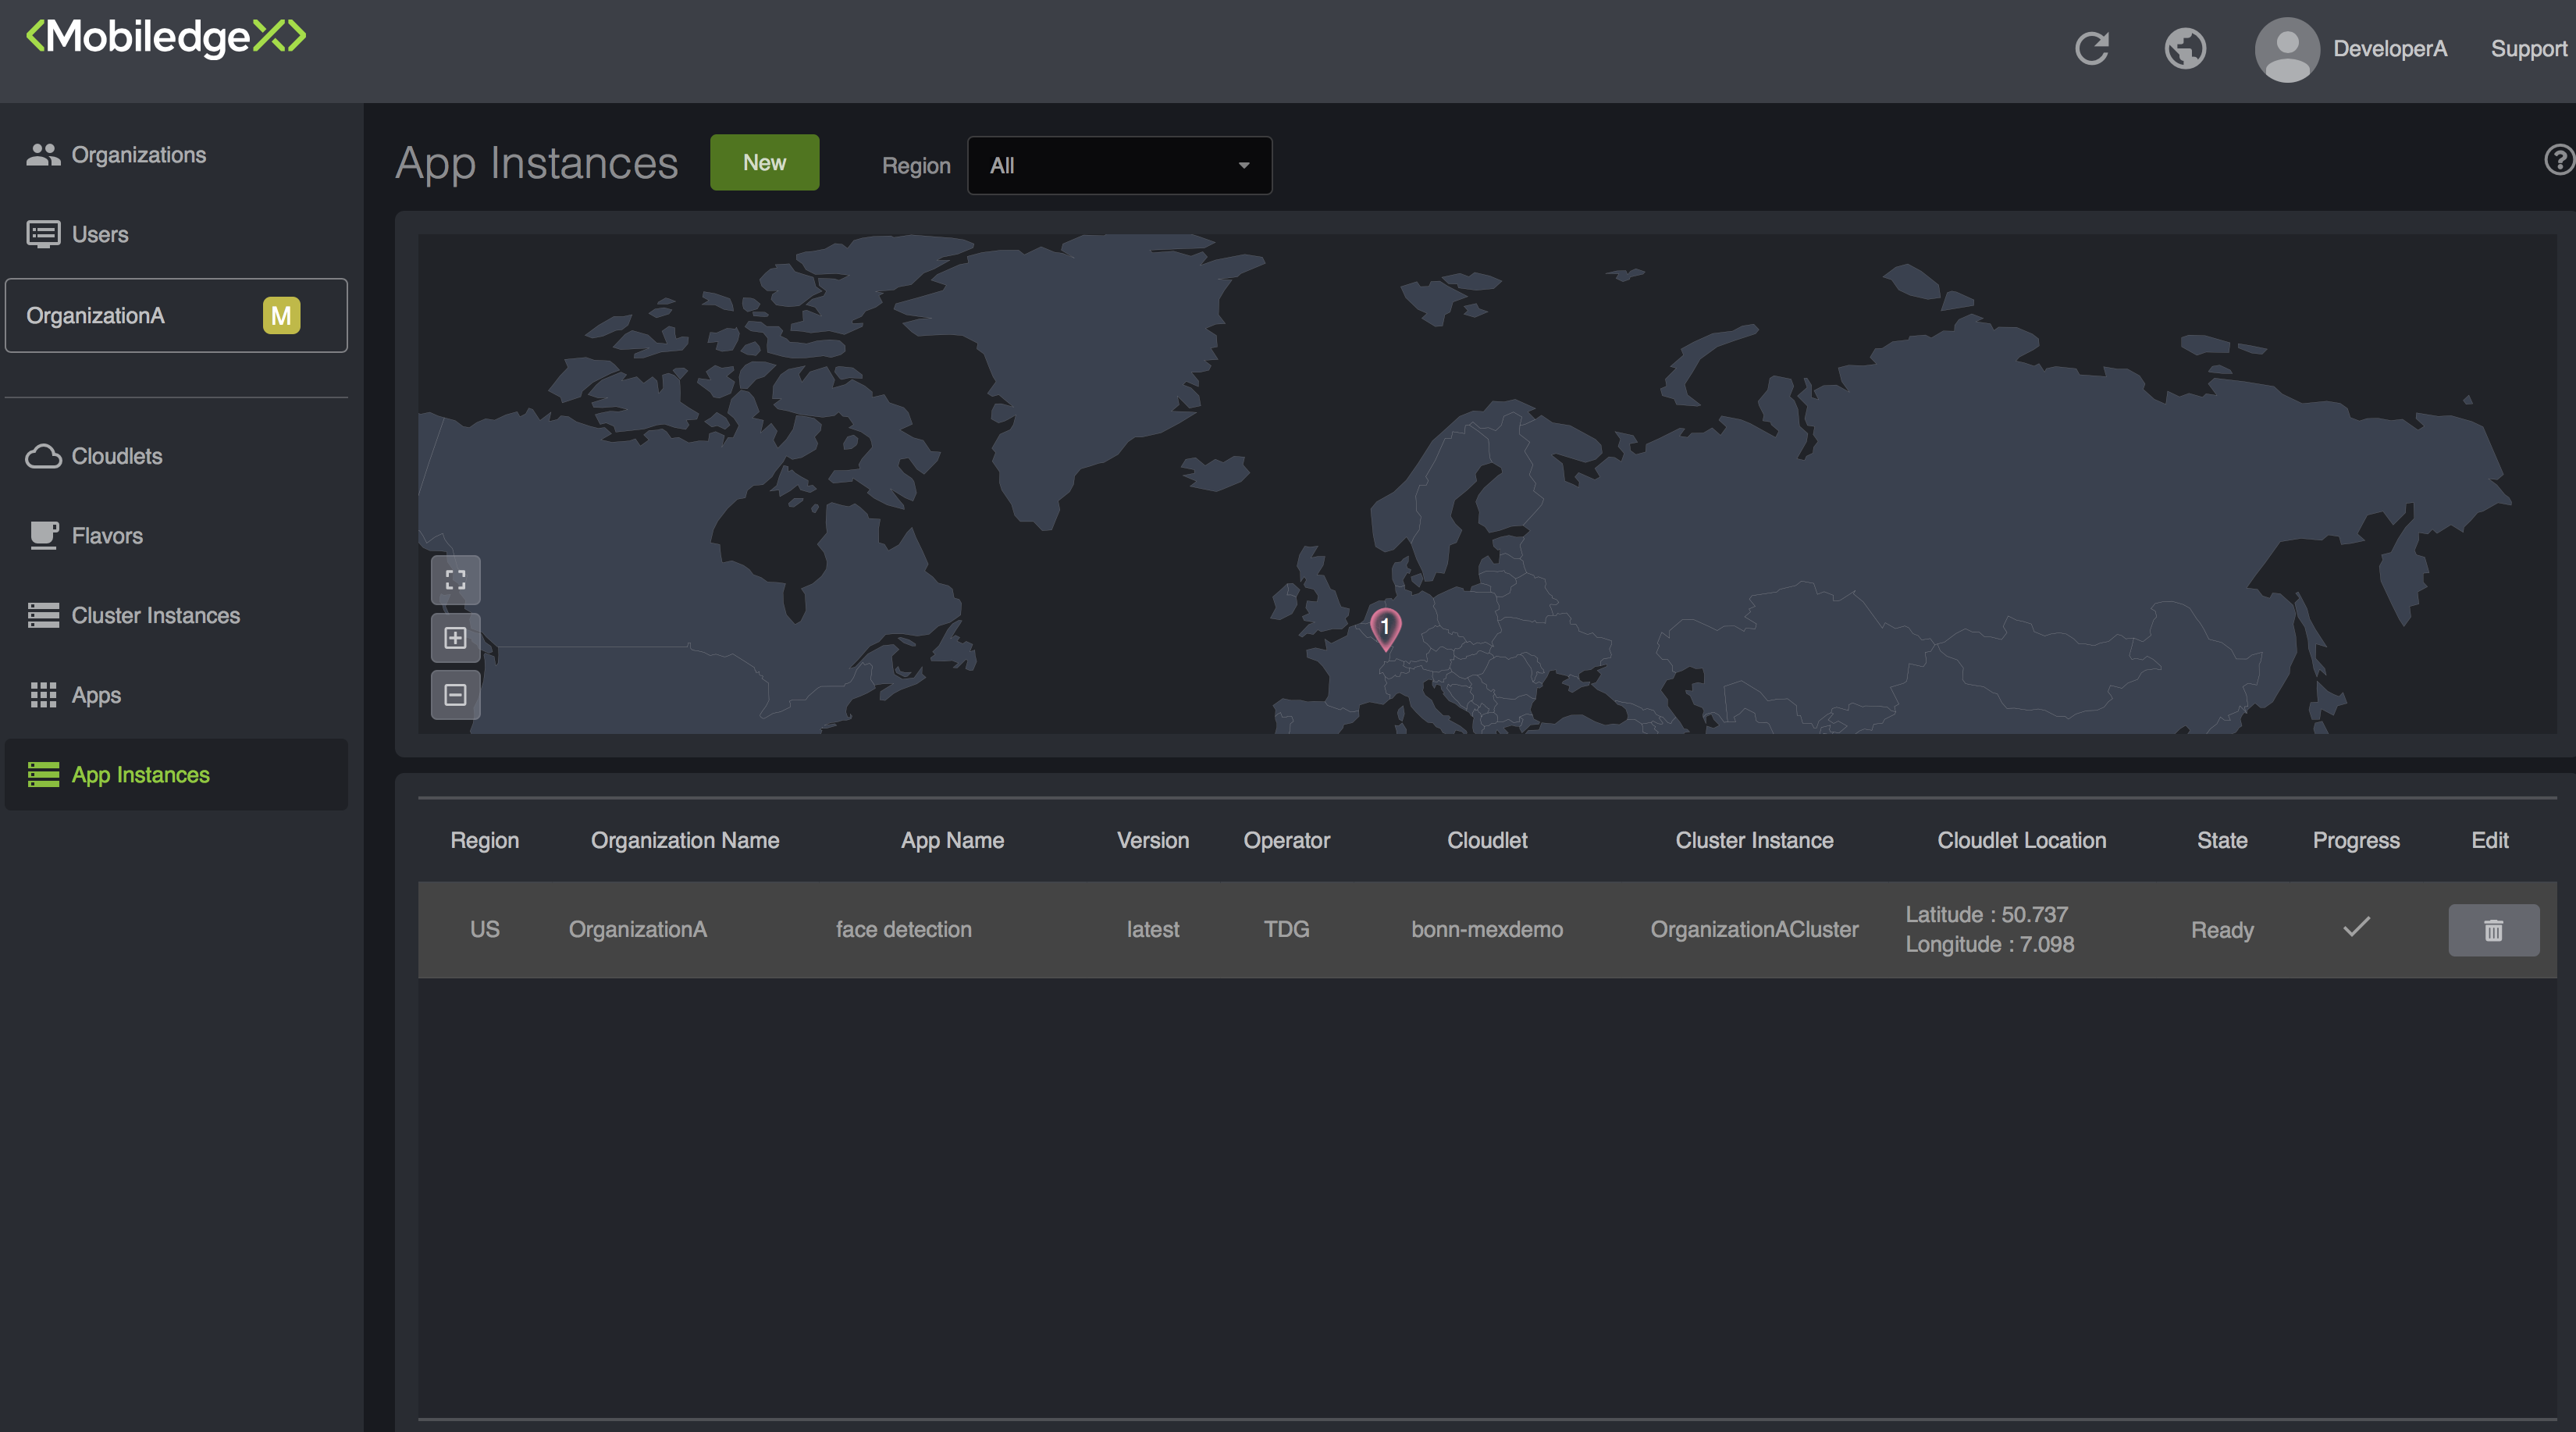 <MobiledgeX>
DeveloperA
Support
Organizations
Users
OrganizationA M
Cloudlets
Flavors
Cluster Instances
Apps
App Instances
App Instances
New
Region
All
1
Region Organization Name App Name Version Operator Cloudlet Cluster Instance Cloudlet Location State Progress Edit
US OrganizationA face detection latest TDG bonn-mexdemo OrganizationACluster Latitude : 50.737 Ready
Longitude : 7.098